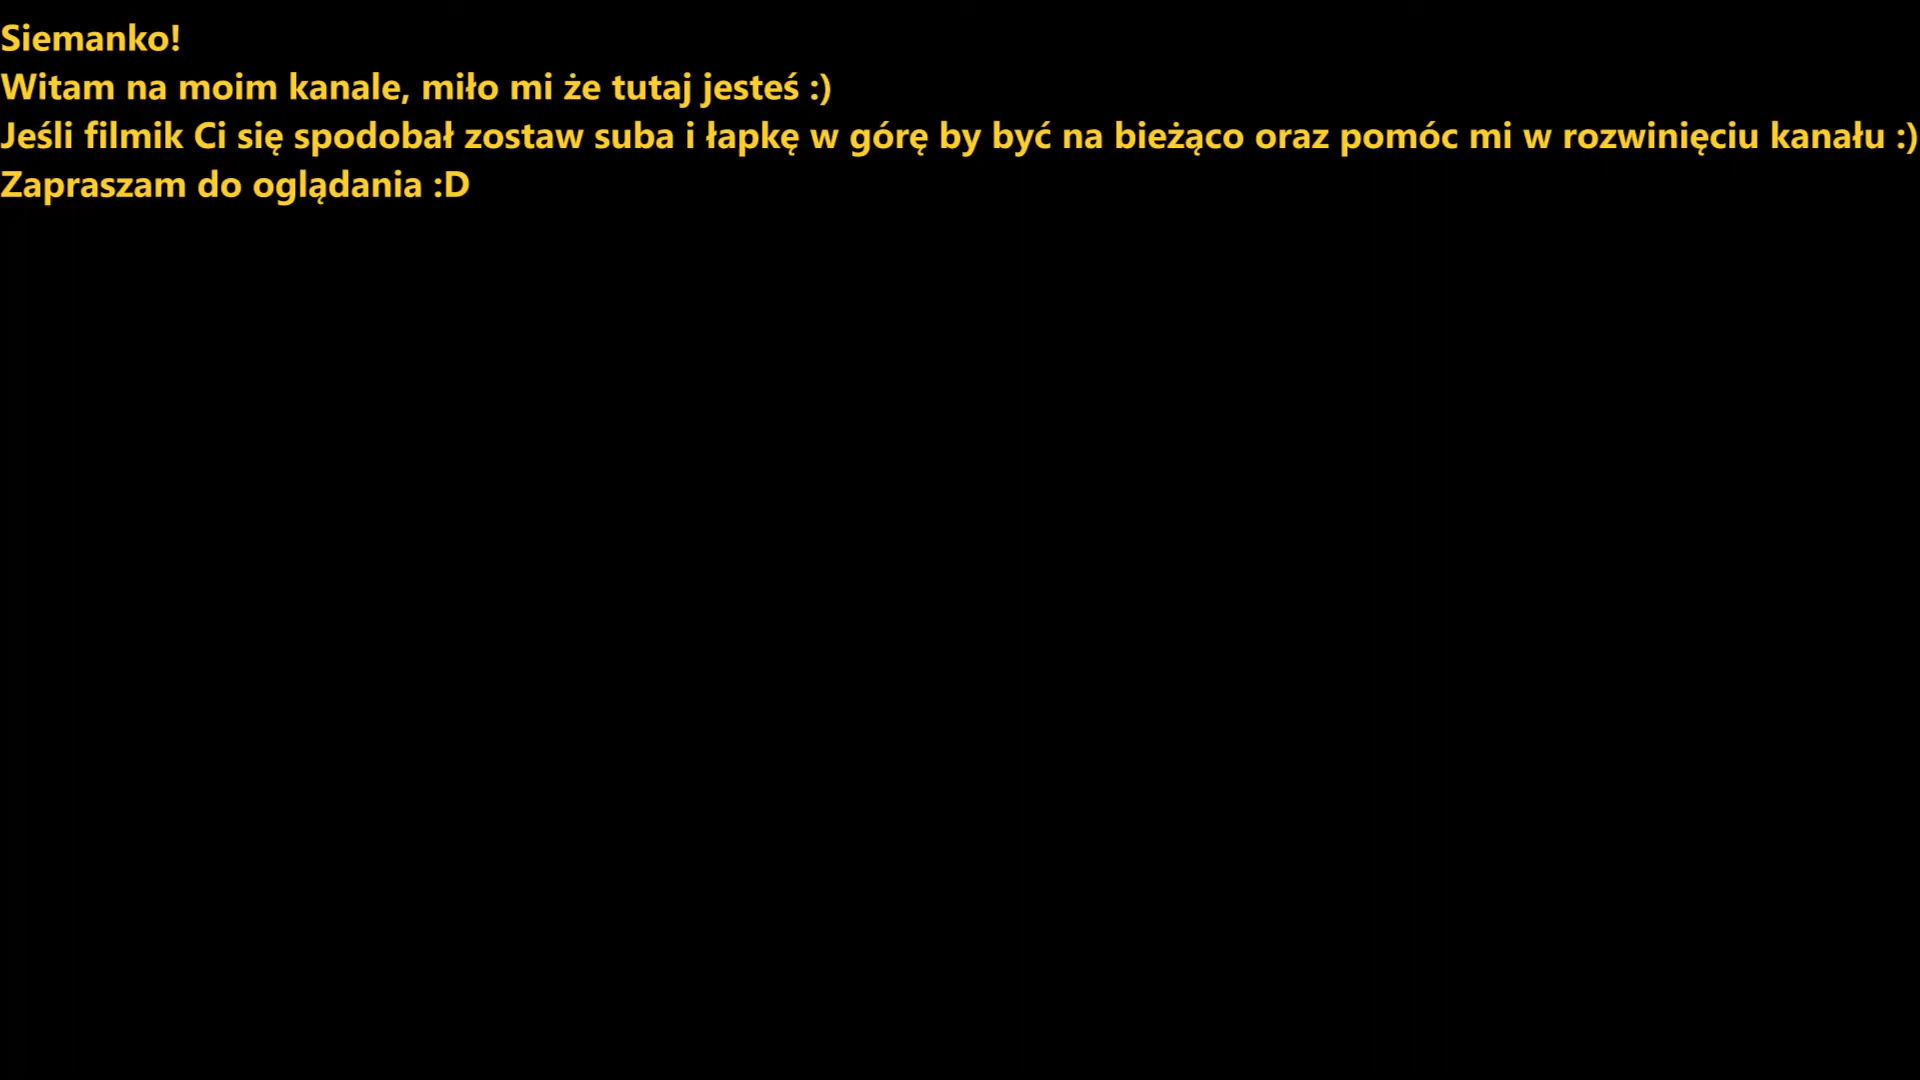 Siemanko!
Witam na moim kanale, miło mi że tutaj jesteś :)
Jeśli filmik Ci się spodobał zostaw suba i łapkę w górę by być na bieżąco oraz pomóc mi w rozwinięciu kanału :)
Zapraszam do oglądania :D